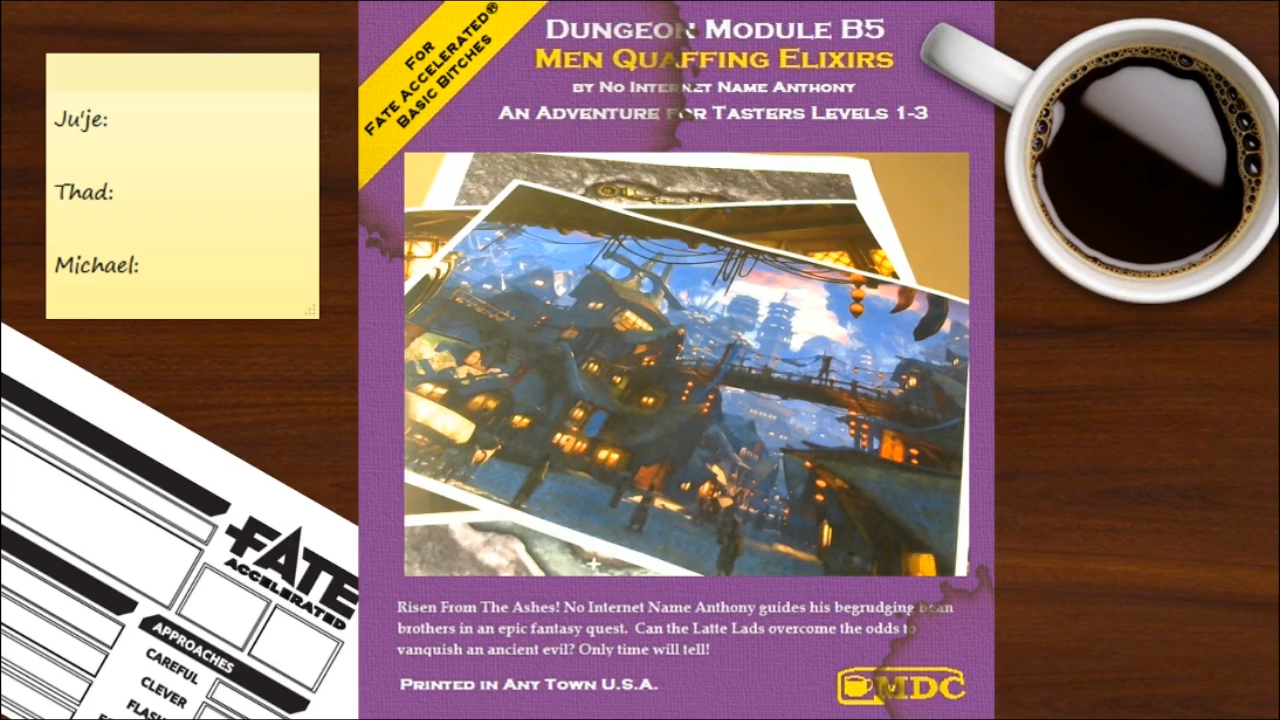 Ju'je:
Thad:
Michael:
For
Fate Accelerated®
Basic Bitches
Dungeon Module B5
Men Quaffing Elixirs
by No Internet Name Anthony
An Adventure for Tasters Levels 1-3
Risen From The Ashes! No Internet Name Anthony guides his begrudging bean
brothers in an epic fantasy quest. Can the Latte Lads overcome the odds to
vanquish an ancient evil? Only time will tell!
Printed in Any Town U.S.A.
MDC
FATE
ACCELERATED
APPROACHES
CAREFUL
CLEVER